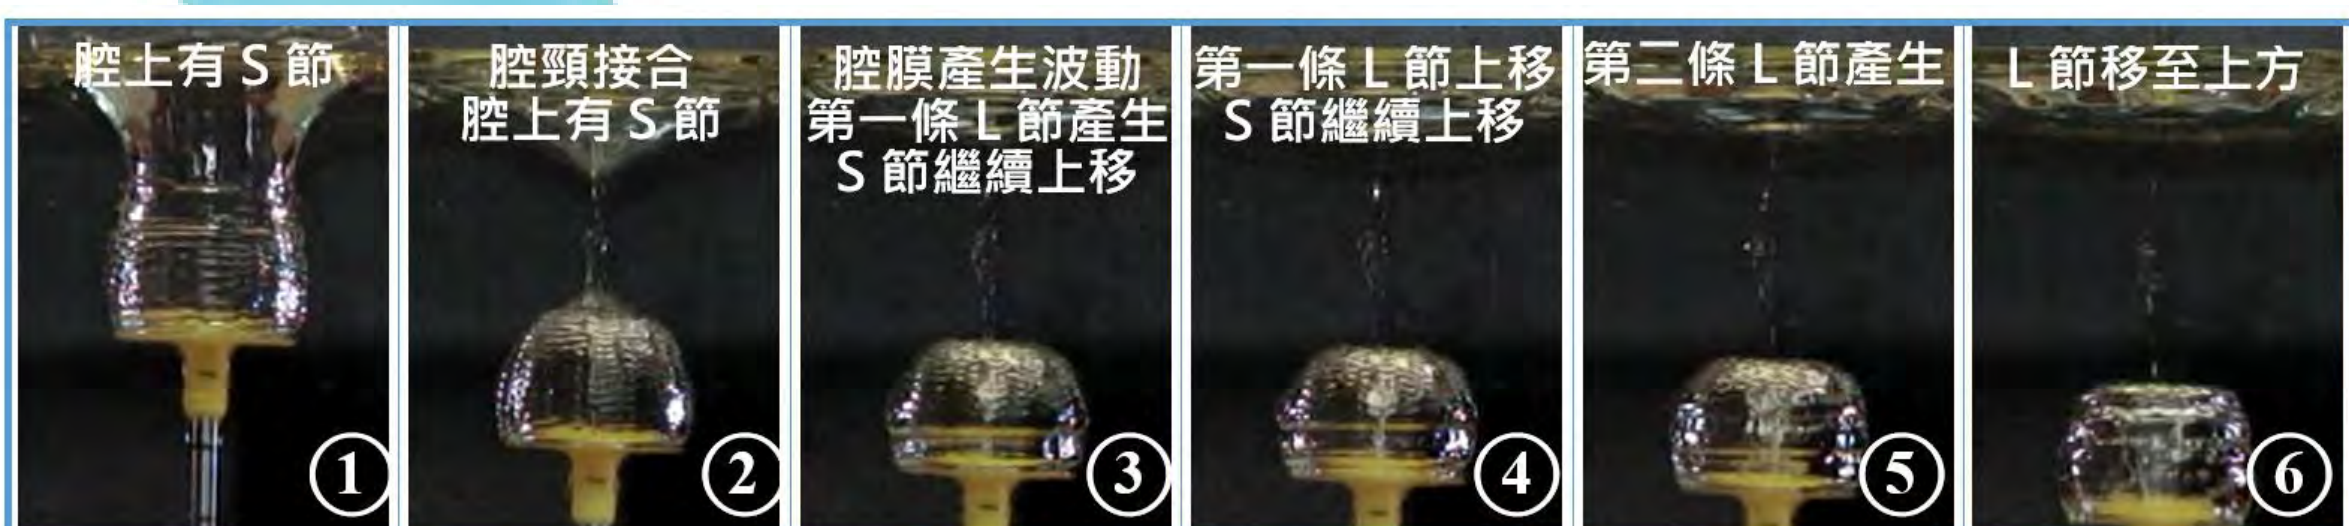 腔上有 S 節
①
腔頸接合
腔上有 S 節
②
腔膜產生波動
第一條 L 節產生
S 節繼續上移
③
第一條 L 節上移
S 節繼續上移
④
第二條 L 節產生
⑤
L 節移至上方
⑥